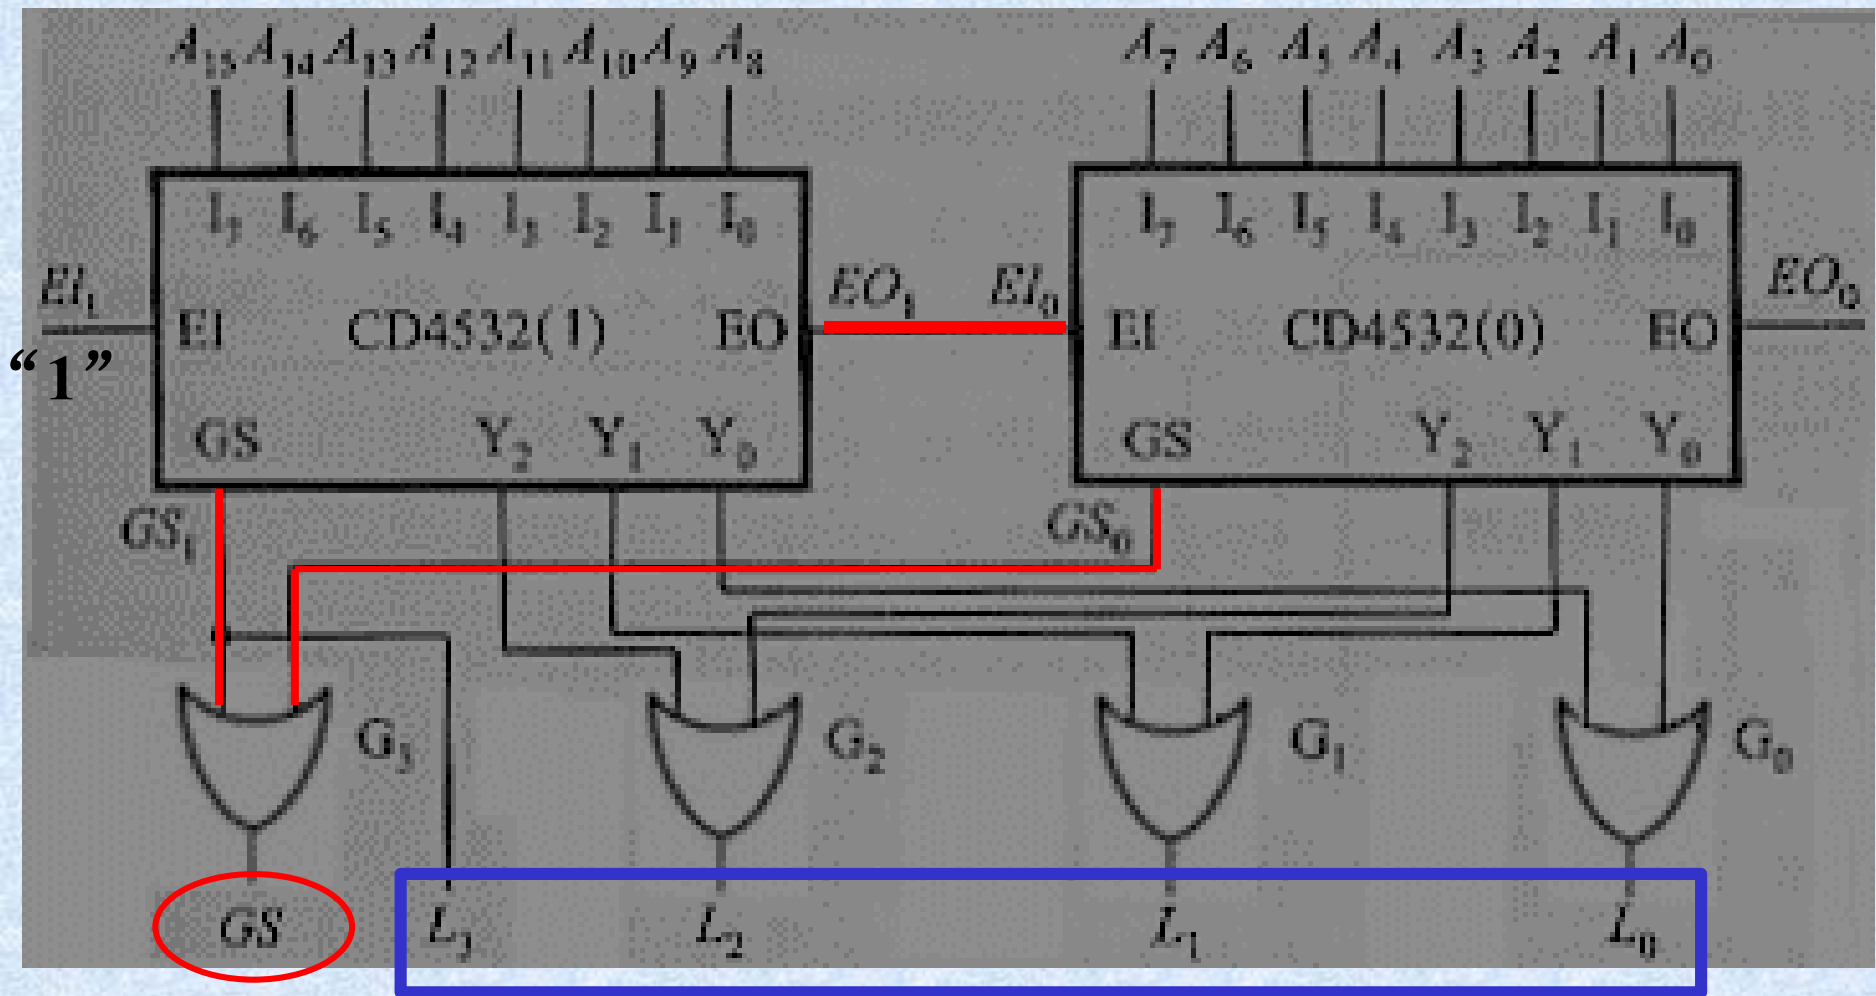 A₁₅ A₁₄ A₁₃ A₁₂ A₁₁ A₁₀ A₉ A₈ A₇ A₆ A₅ A₄ A₃ A₂ A₁ A₀
I₇ I₆ I₅ I₄ I₃ I₂ I₁ I₀ I₇ I₆ I₅ I₄ I₃ I₂ I₁ I₀
EI₁ EO₁ EI₀ EO₀
EI CD4532(1) EO EI CD4532(0) EO
“1”
GS Y₂ Y₁ Y₀ GS Y₂ Y₁ Y₀
GS₁ GS₀
G₃ G₂ G₁ G₀
GS L₃ L₂ L₁ L₀